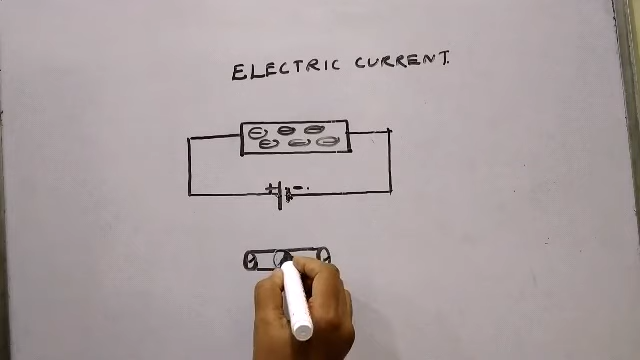 ELECTRIC CURRENT.
⊖ ⊖ ⊖
⊖ ⊖ ⊖
+ -